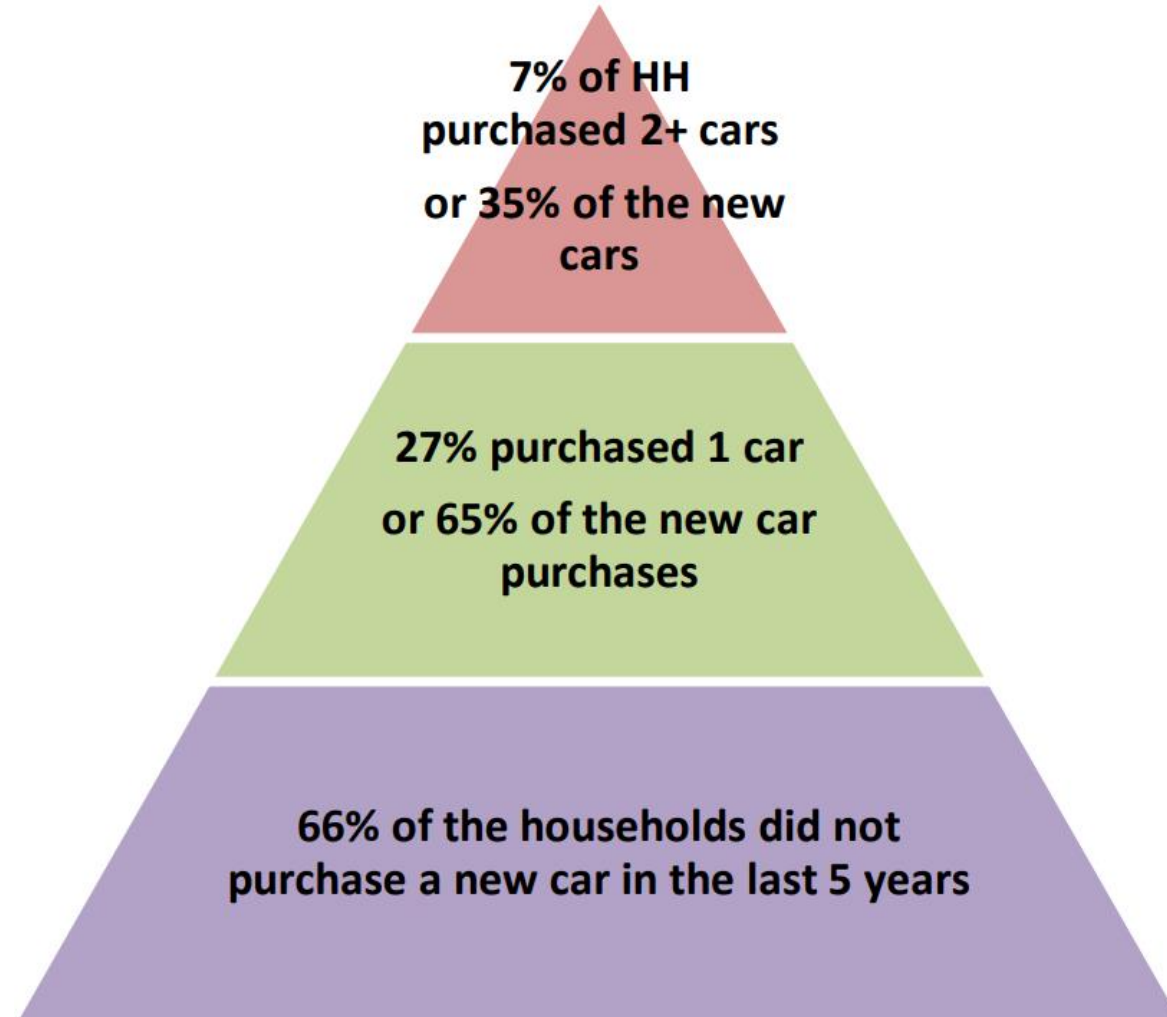 7% of HH
purchased 2+ cars
or 35% of the new
cars
27% purchased 1 car
or 65% of the new car
purchases
66% of the households did not
purchase a new car in the last 5 years